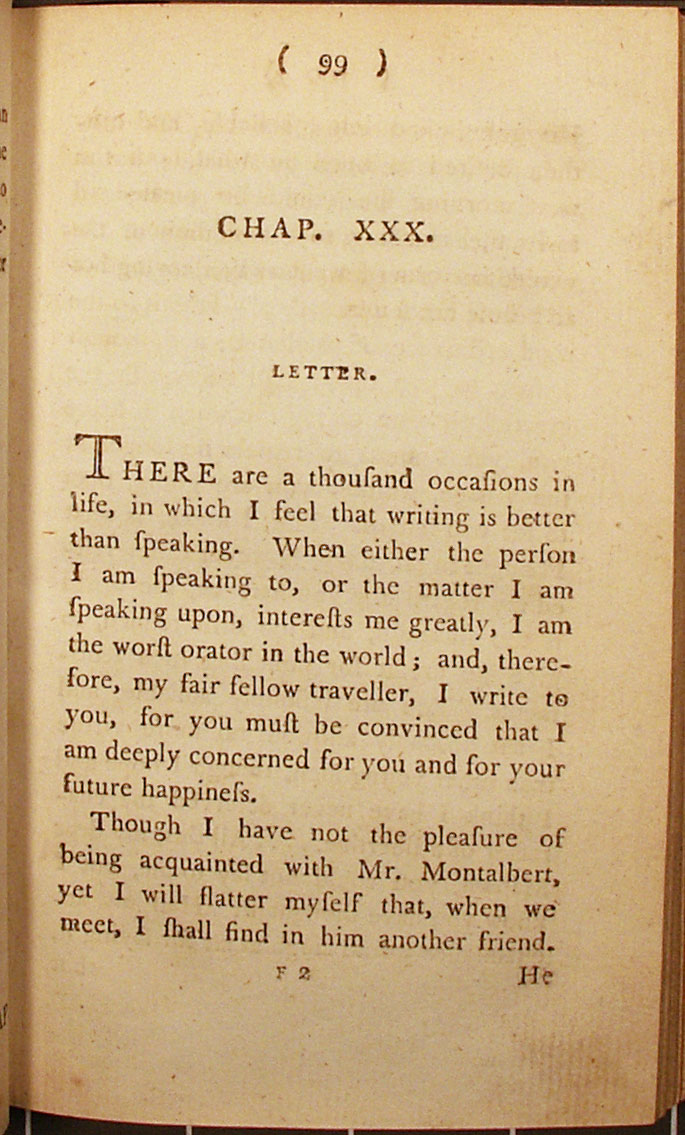 ( 99 )
CHAP. XXX.
LETTER.
THERE are a thouſand occaſions in
life, in which I feel that writing is better
than ſpeaking. When either the perſon
I am ſpeaking to, or the matter I am
ſpeaking upon, intereſts me greatly, I am
the worſt orator in the world; and, there-
fore, my fair fellow traveller, I write to
you, for you muſt be convinced that I
am deeply concerned for you and for your
future happineſs.
Though I have not the pleaſure of
being acquainted with Mr. Montalbert,
yet I will flatter myſelf that, when we
meet, I ſhall find in him another friend.
F 2 He